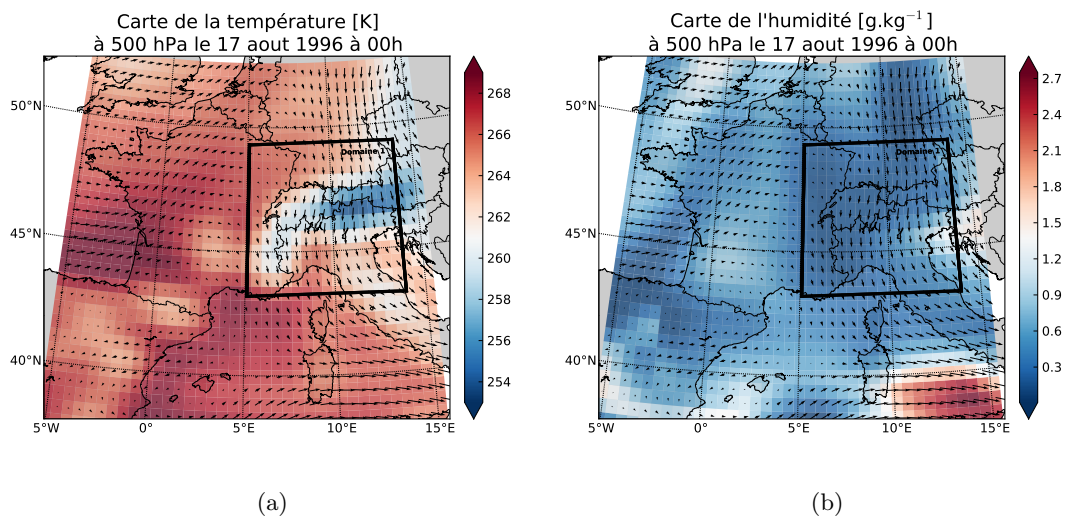 Carte de la température [K]
à 500 hPa le 17 aout 1996 à 00h
50°N
45°N
40°N
5°W
0°
5°E
10°E
15°E
Domaine 1
268
266
264
262
260
258
256
254
(a)
Carte de l'humidité [g.kg⁻¹]
à 500 hPa le 17 aout 1996 à 00h
50°N
45°N
40°N
5°W
0°
5°E
10°E
15°E
Domaine 1
2.7
2.4
2.1
1.8
1.5
1.2
0.9
0.6
0.3
(b)